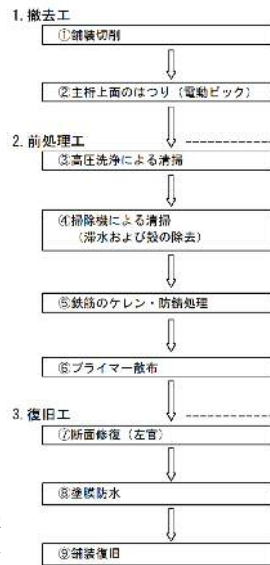 1. 撤去工
①舗装切削
②主桁上面のはつり（電動ピック）
2. 前処理工
③高圧洗浄による清掃
④掃除機による清掃
（滞水および殻の除去）
⑤鉄筋のケレン・防錆処理
⑥プライマー散布
3. 復旧工
⑦断面修復（左官）
⑧塗膜防水
⑨舗装復旧